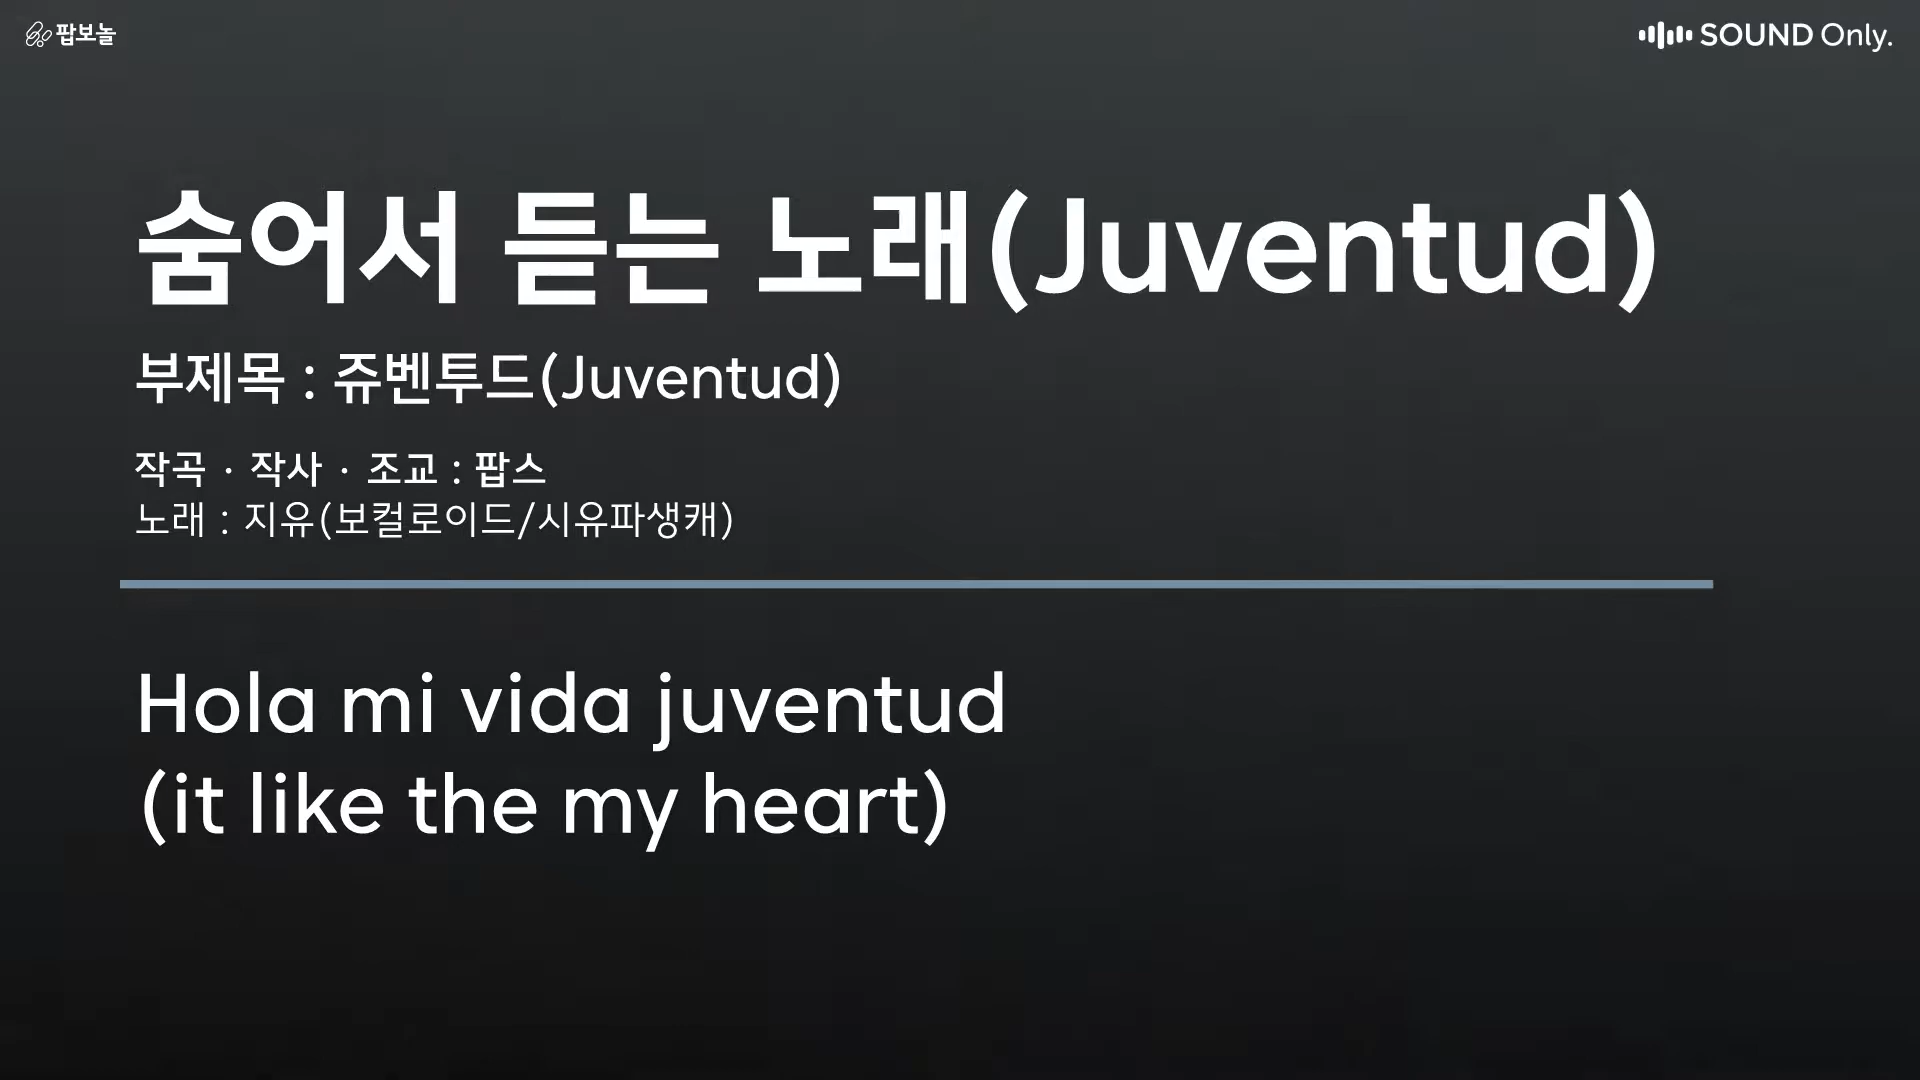 팝보놀
SOUND Only.
숨어서 듣는 노래(Juventud)
부제목 : 쥬벤투드(Juventud)
작곡 · 작사 · 조교 : 팝스
노래 : 지유(보컬로이드/시유파생캐)
Hola mi vida juventud
(it like the my heart)